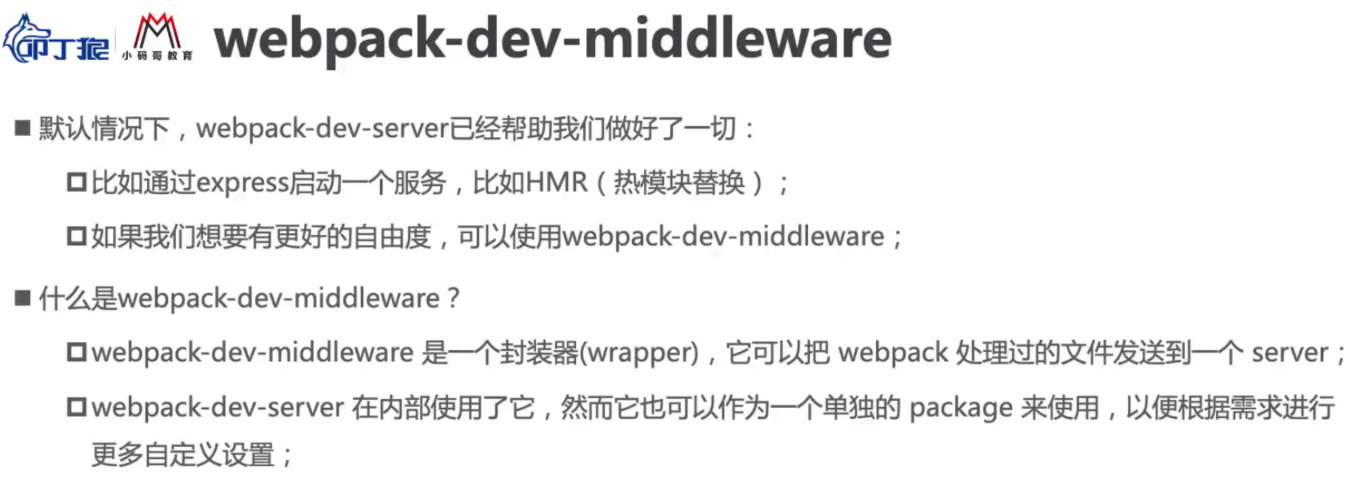 叩丁狼 小码哥教育 webpack-dev-middleware
■ 默认情况下，webpack-dev-server已经帮助我们做好了一切：
比如通过express启动一个服务，比如HMR（热模块替换）；
如果我们想要有更好的自由度，可以使用webpack-dev-middleware；
■ 什么是webpack-dev-middleware？
webpack-dev-middleware 是一个封装器(wrapper)，它可以把 webpack 处理过的文件发送到一个 server；
webpack-dev-server 在内部使用了它，然而它也可以作为一个单独的 package 来使用，以便根据需求进行
更多自定义设置；